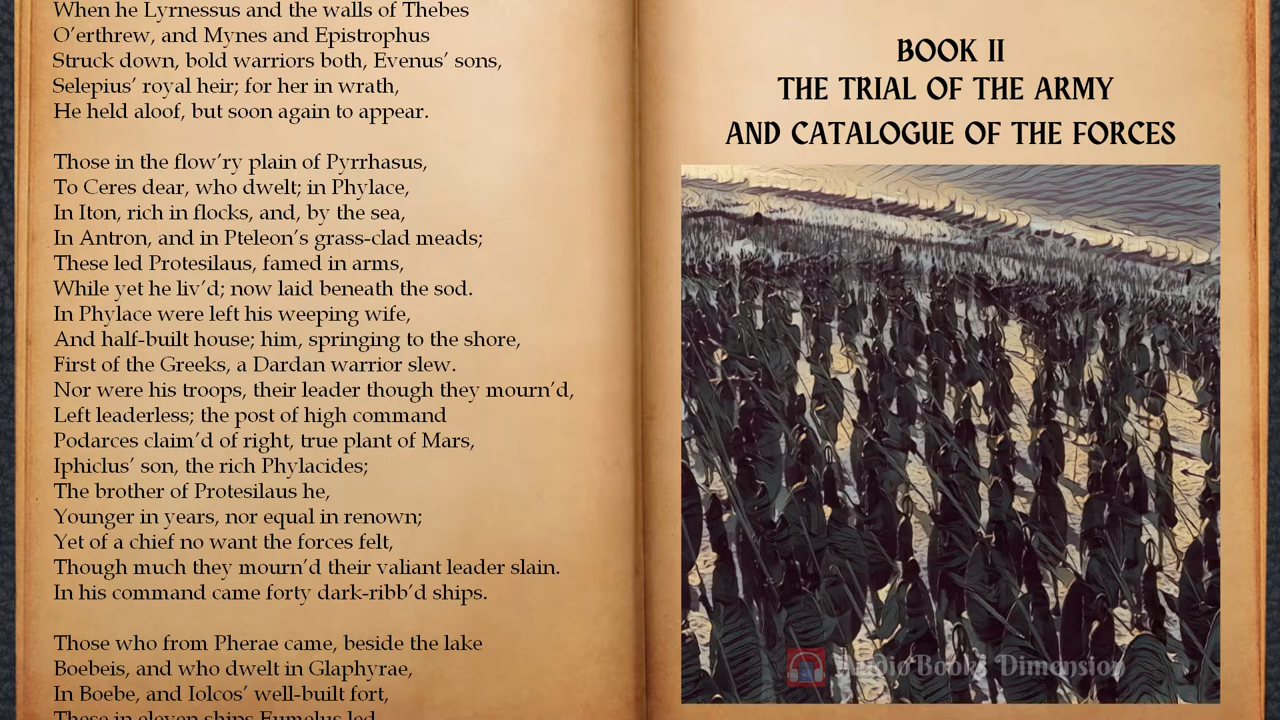 When he Lyrnessus and the walls of Thebes
O’erthrew, and Mynes and Epistrophus
Struck down, bold warriors both, Evenus’ sons,
Selepius’ royal heir; for her in wrath,
He held aloof, but soon again to appear.
Those in the flow’ry plain of Pyrrhasus,
To Ceres dear, who dwelt; in Phylace,
In Iton, rich in flocks, and, by the sea,
In Antron, and in Pteleon’s grass-clad meads;
These led Protesilaus, famed in arms,
While yet he liv’d; now laid beneath the sod.
In Phylace were left his weeping wife,
And half-built house; him, springing to the shore,
First of the Greeks, a Dardan warrior slew.
Nor were his troops, their leader though they mourn’d,
Left leaderless; the post of high command
Podarces claim’d of right, true plant of Mars,
Iphiclus’ son, the rich Phylacides;
The brother of Protesilaus he,
Younger in years, nor equal in renown;
Yet of a chief no want the forces felt,
Though much they mourn’d their valiant leader slain.
In his command came forty dark-ribb’d ships.
Those who from Pherae came, beside the lake
Boebeis, and who dwelt in Glaphyrae,
In Boebe, and Iolcos’ well-built fort,
These in eleven ships Eumelus led
BOOK II
THE TRIAL OF THE ARMY
AND CATALOGUE OF THE FORCES
Audio Books Dimension